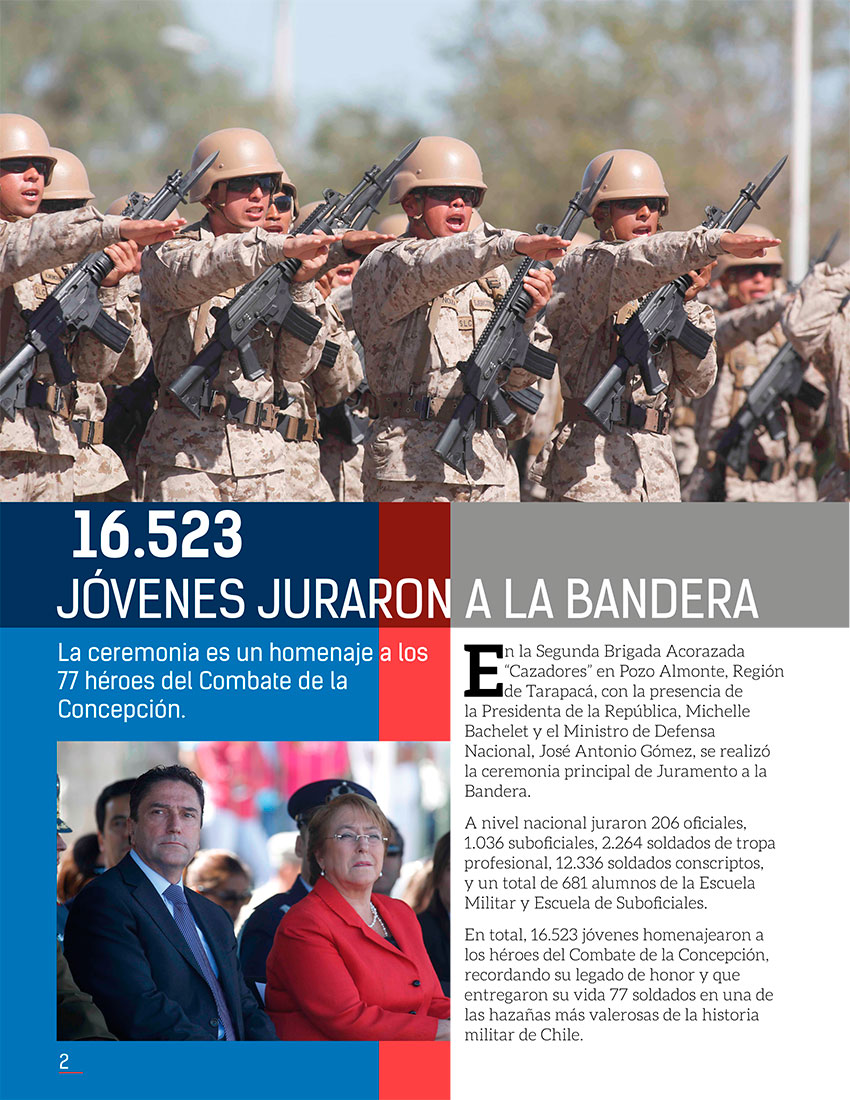 16.523
JÓVENES JURARON A LA BANDERA
La ceremonia es un homenaje a los
77 héroes del Combate de la
Concepción.
En la Segunda Brigada Acorazada
“Cazadores” en Pozo Almonte, Región
de Tarapacá, con la presencia de
la Presidenta de la República, Michelle
Bachelet y el Ministro de Defensa
Nacional, José Antonio Gómez, se realizó
la ceremonia principal de Juramento a la
Bandera.
A nivel nacional juraron 206 oficiales,
1.036 suboficiales, 2.264 soldados de tropa
profesional, 12.336 soldados conscriptos,
y un total de 681 alumnos de la Escuela
Militar y Escuela de Suboficiales.
En total, 16.523 jóvenes homenajearon a
los héroes del Combate de la Concepción,
recordando su legado de honor y que
entregaron su vida 77 soldados en una de
las hazañas más valerosas de la historia
militar de Chile.
2